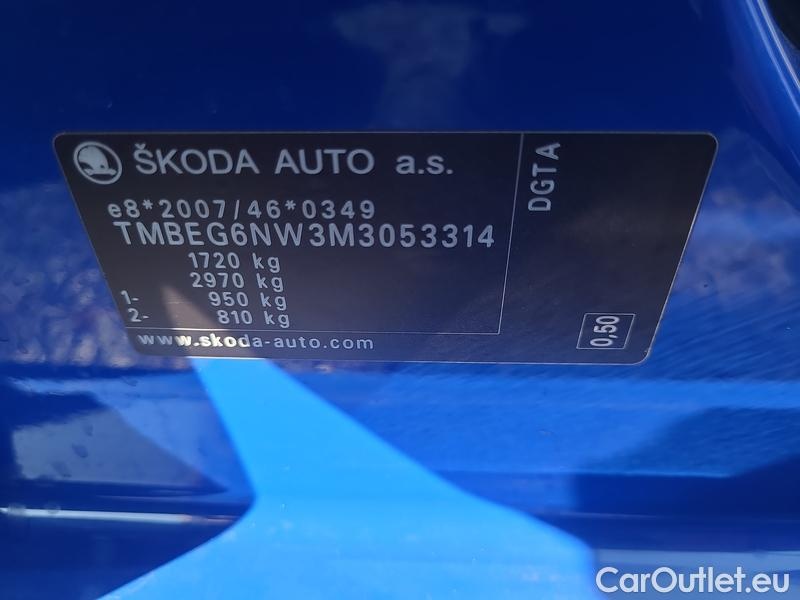 ŠKODA AUTO a.s.
e8*2007/46*0349
TMBEG6NW3M3053314
1720 kg
2970 kg
1- 950 kg
2- 810 kg
www.skoda-auto.com
DGTA
0,50
CarOutlet.eu